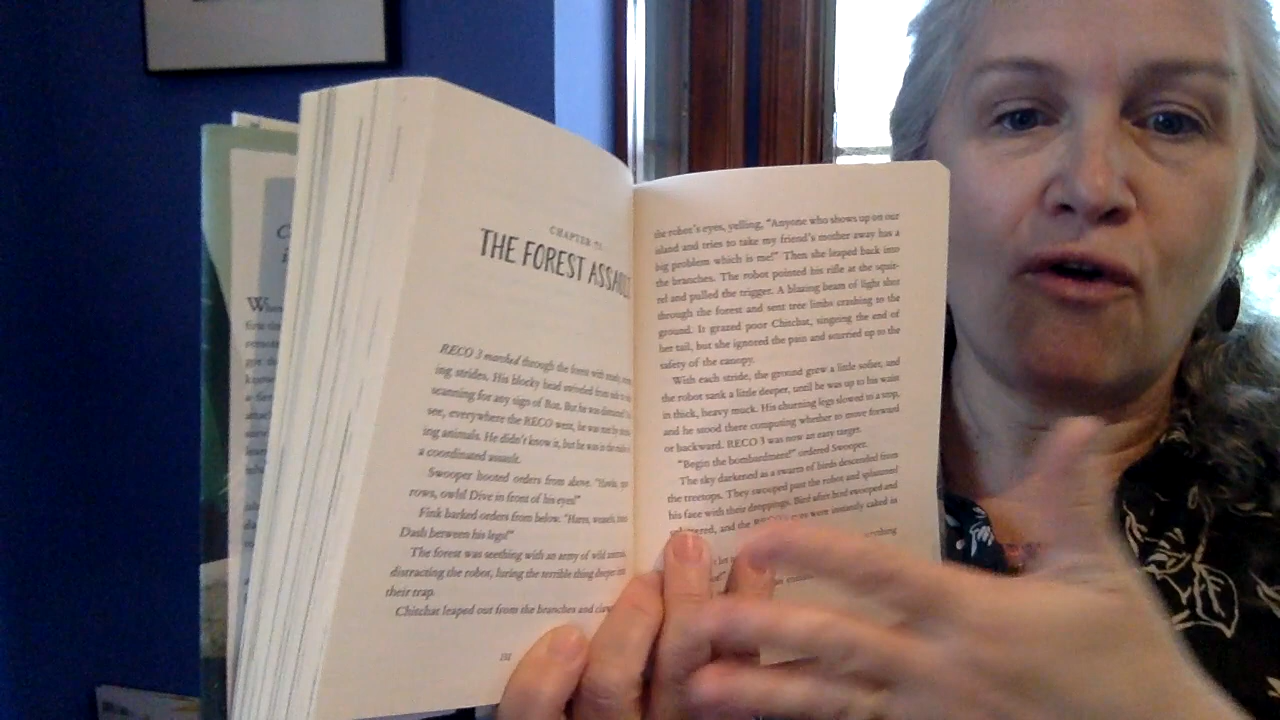 CHAPTER
THE FOREST ASSAUL
RECO 3 marched through the forest with
ing strides. His blocky head swiveled from side to
scanning for any sign of Roz. But he was
see, everywhere the RECO went, he was met by
ing animals. He didn't know it, but he was in the
a coordinated assault.
Swooper hooted orders from above.
rows, owls! Dive in front of his eyes!"
Fink barked orders from below. "Hares, weasels
Dash between his legs!"
The forest was seething with an army of wild
distracting the robot, luring the terrible thing deeper into
their trap.
Chitchat leaped out from the branches and
the robot's eyes, yelling, "Anyone who shows up on our
island and tries to take my friend's mother away has a
big problem which is me!" Then she leaped back into
the branches. The robot pointed his rifle at the squir-
rel and pulled the trigger. A blazing beam of light shot
through the forest and sent tree limbs crashing to the
ground. It grazed poor Chitchat, singeing the end of
her tail, but she ignored the pain and scurried up to the
safety of the canopy.
With each stride, the ground grew a little softer, and
the robot sank a little deeper, until he was up to his waist
in thick, heavy muck. His churning legs slowed to a stop,
and he stood there computing whether to move forward
or backward. RECO 3 was now an easy target.
"Begin the bombardment!" ordered Swooper.
The sky darkened as a swarm of birds descended from
the treetops. They swooped past the robot and splattered
his face with their droppings. Bird after bird swooped and
and the RECO's eyes were instantly caked in
Whe